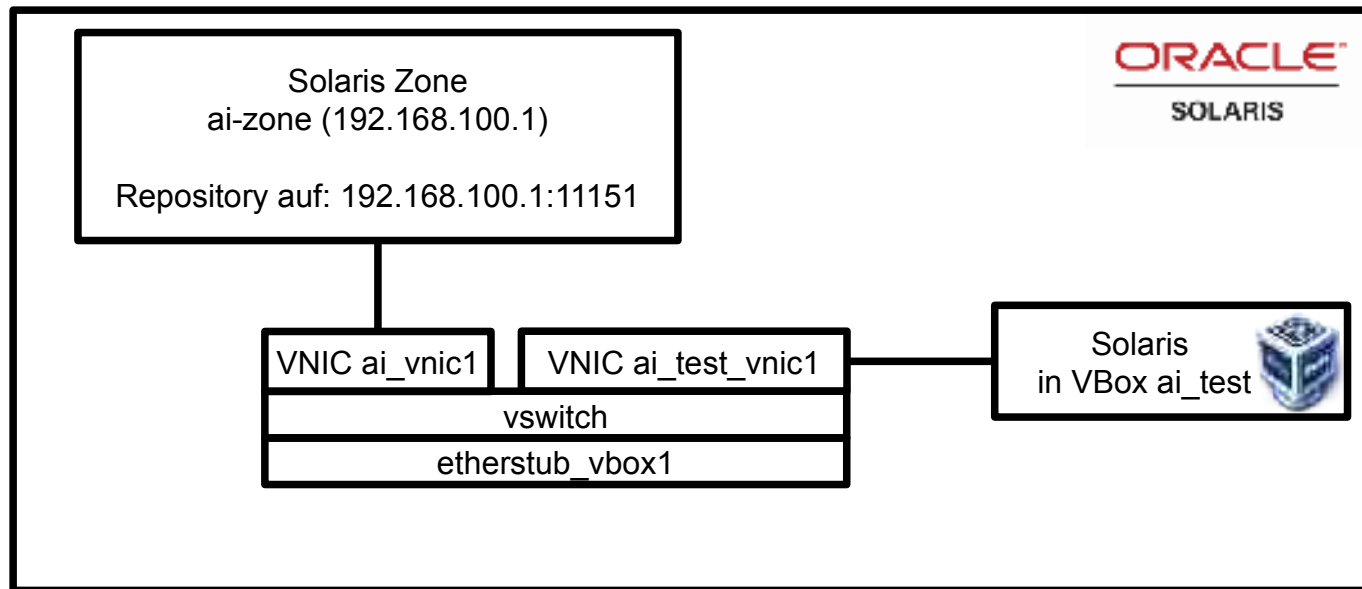 Solaris Zone
ai-zone (192.168.100.1)
Repository auf: 192.168.100.1:11151
ORACLE
SOLARIS
VNIC ai_vnic1
VNIC ai_test_vnic1
vswitch
etherstub_vbox1
Solaris
in VBox ai_test